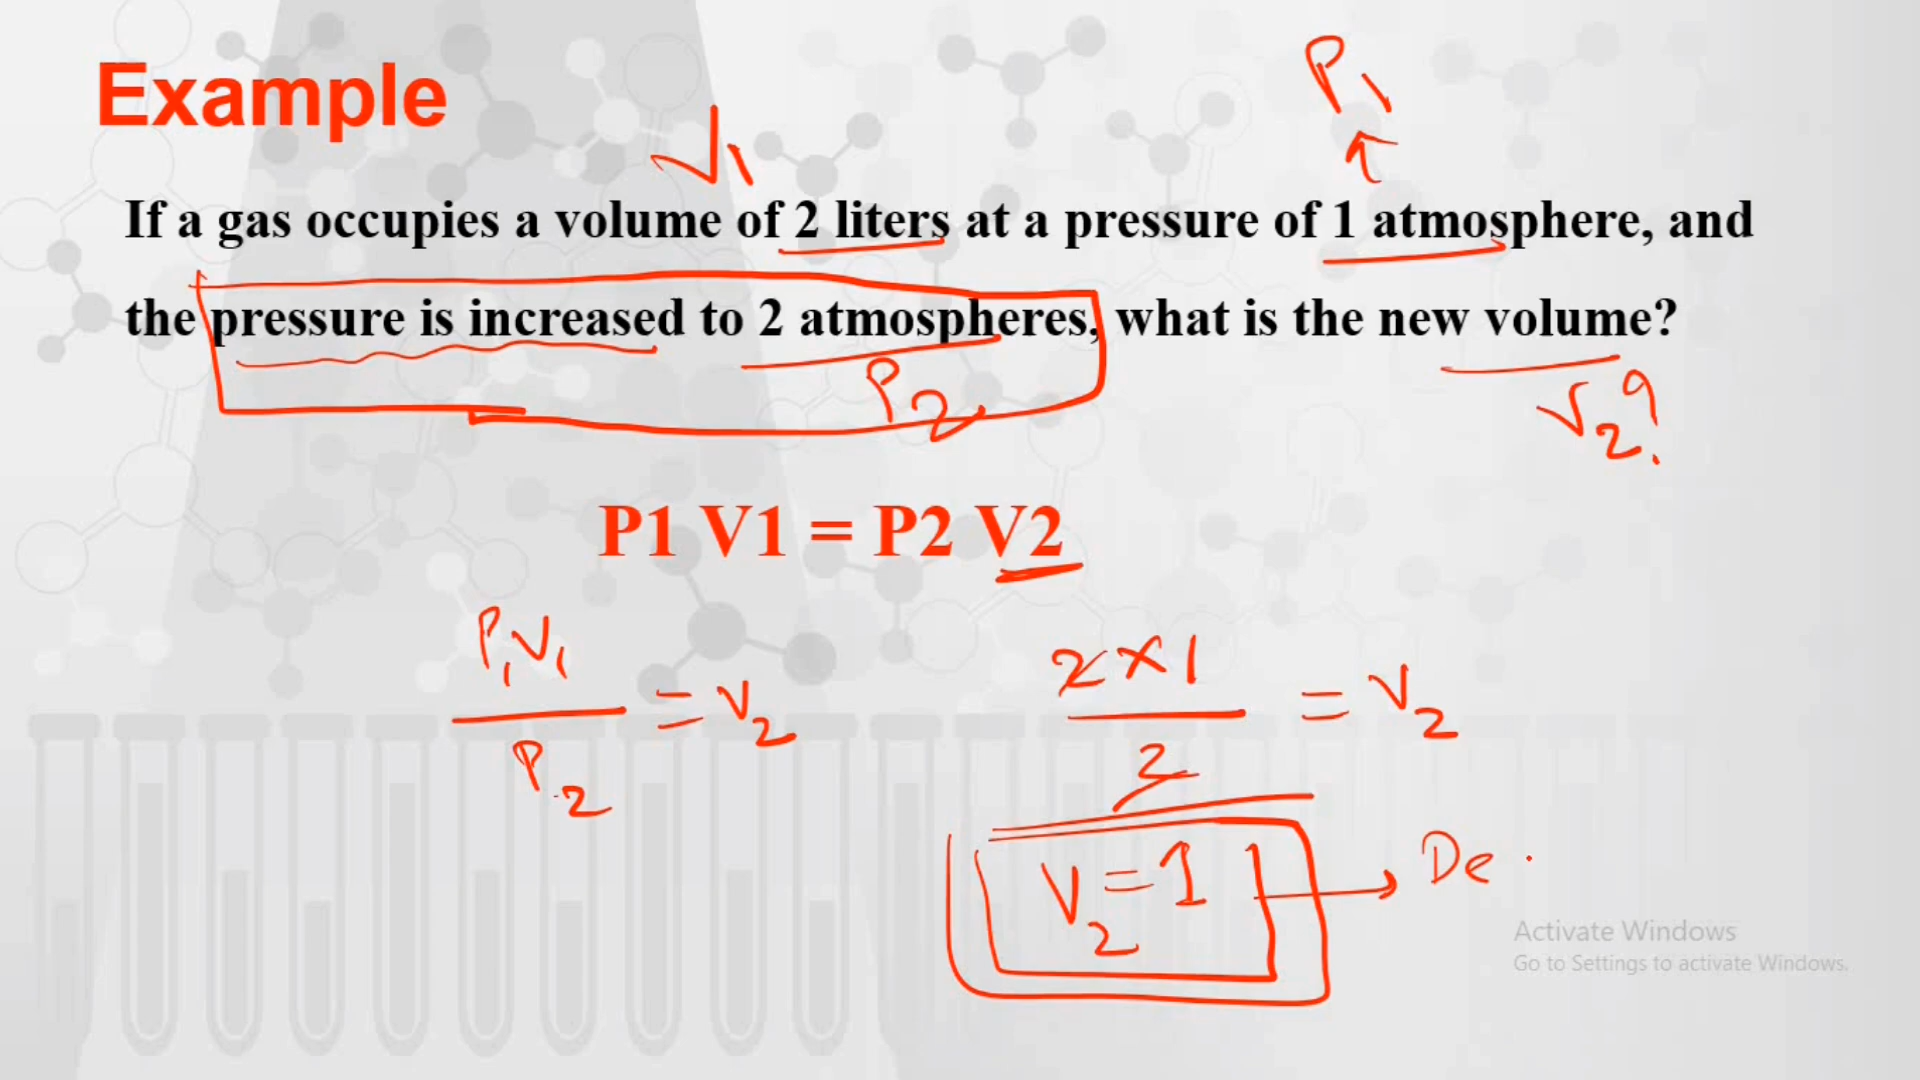 Example
V1
P1
If a gas occupies a volume of 2 liters at a pressure of 1 atmosphere, and
the pressure is increased to 2 atmospheres, what is the new volume?
P2
V2?
P1 V1 = P2 V2
P1V1
= V2
P2
2 × 1
= V2
2
V2 = 1
De
Activate Windows
Go to Settings to activate Windows.